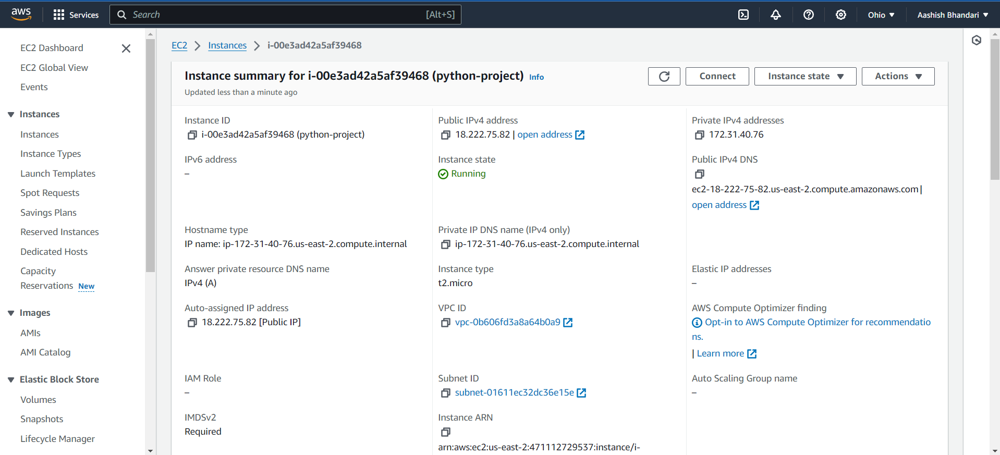 aws
Services
Search [Alt+S]
Ohio
Aashish Bhandari
EC2 Dashboard
EC2 Global View
Events
Instances
Instances
Instance Types
Launch Templates
Spot Requests
Savings Plans
Reserved Instances
Dedicated Hosts
Capacity
Reservations New
Images
AMIs
AMI Catalog
Elastic Block Store
Volumes
Snapshots
Lifecycle Manager
EC2 Instances i-00e3ad42a5af39468
Instance summary for i-00e3ad42a5af39468 (python-project) Info
Updated less than a minute ago
Connect
Instance state
Actions
Instance ID
i-00e3ad42a5af39468 (python-project)
Public IPv4 address
18.222.75.82 | open address
Private IPv4 addresses
172.31.40.76
IPv6 address
–
Instance state
Running
Public IPv4 DNS
ec2-18-222-75-82.us-east-2.compute.amazonaws.com |
open address
Hostname type
IP name: ip-172-31-40-76.us-east-2.compute.internal
Private IP DNS name (IPv4 only)
ip-172-31-40-76.us-east-2.compute.internal
Answer private resource DNS name
IPv4 (A)
Instance type
t2.micro
Elastic IP addresses
–
Auto-assigned IP address
18.222.75.82 [Public IP]
VPC ID
vpc-0b606fd3a8a64b0a9
AWS Compute Optimizer finding
Opt-in to AWS Compute Optimizer for recommendatio
ns.
| Learn more
IAM Role
–
Subnet ID
subnet-01611ec32dc36e15e
Auto Scaling Group name
–
IMDSv2
Required
Instance ARN
arn:aws:ec2:us-east-2:471112729537:instance/i-